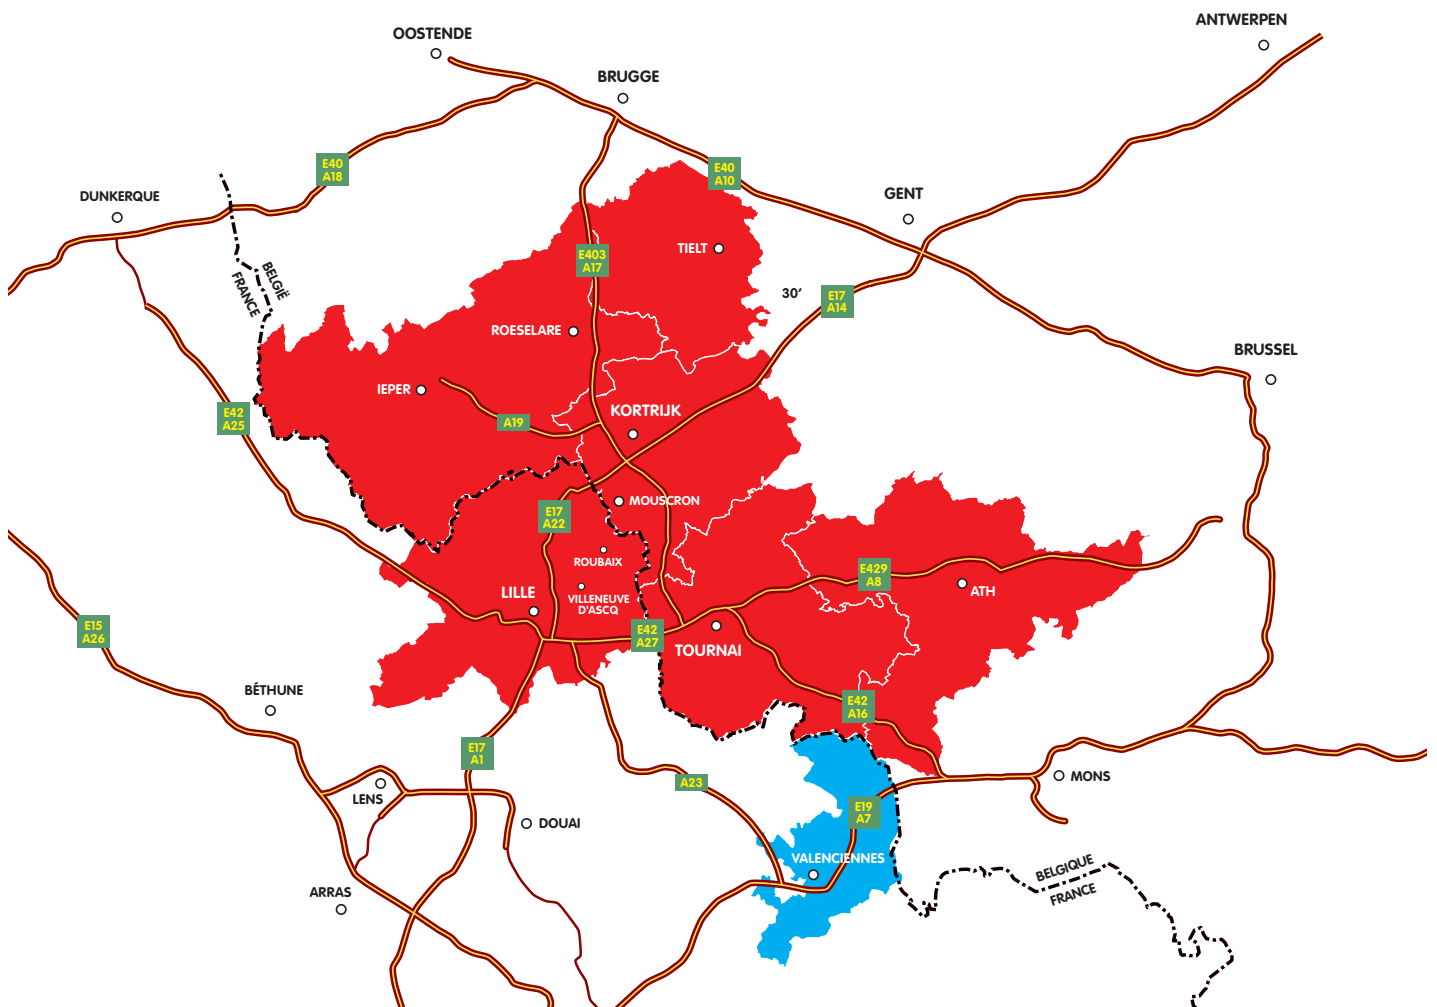 ANTWERPEN
OOSTENDE
BRUGGE
E40
A18
E40
A10
DUNKERQUE
GENT
TIELT
E403
A17
BELGIË
FRANCE
30'
E17
A14
ROESELARE
BRUSSEL
IEPER
KORTRIJK
E42
A25
A19
MOUSCRON
E17
A22
ROUBAIX
E429
A8
LILLE
VILLENEUVE
D'ASCQ
ATH
E15
A26
E42
A27
TOURNAI
BÉTHUNE
E42
A16
E17
A1
MONS
LENS
A23
E19
A7
DOUAI
VALENCIENNES
BELGIQUE
FRANCE
ARRAS